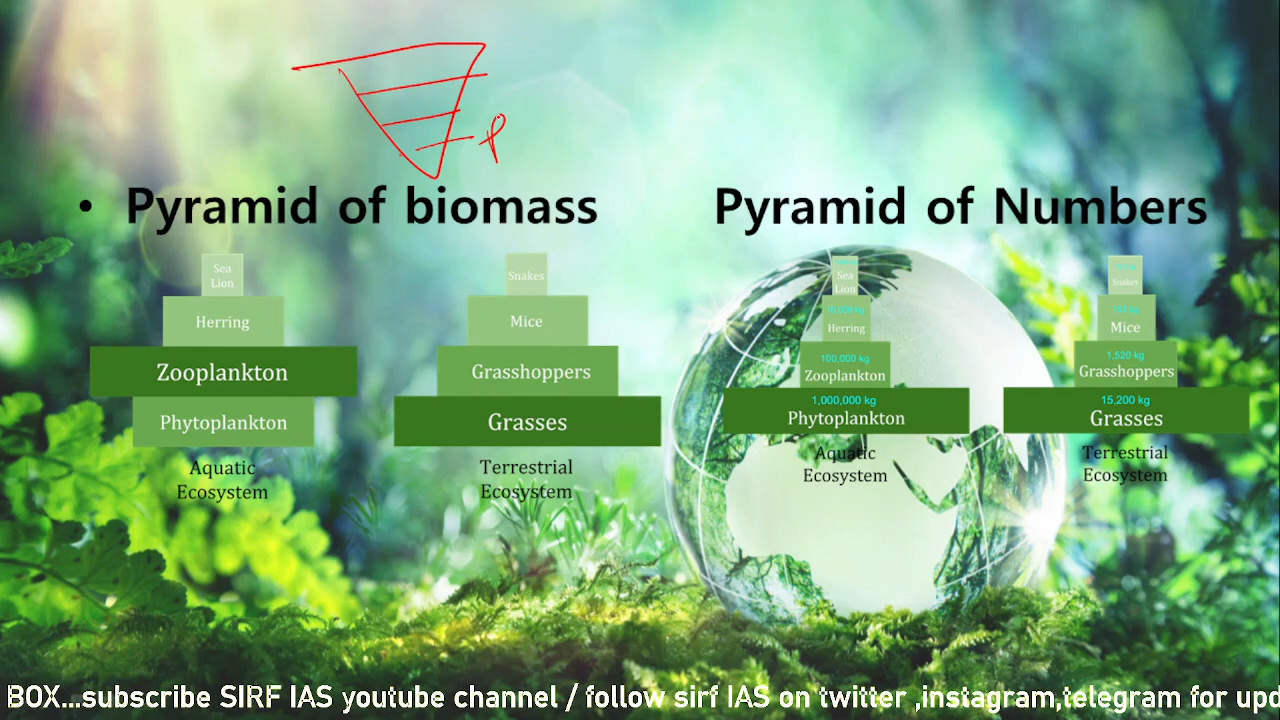 P
• Pyramid of biomass
Pyramid of Numbers
Sea
Lion
Herring
Zooplankton
Phytoplankton
Aquatic
Ecosystem
Snakes
Mice
Grasshoppers
Grasses
Terrestrial
Ecosystem
Sea
Lion
Herring
100,000 kg
Zooplankton
1,000,000 kg
Phytoplankton
Aquatic
Ecosystem
Snakes
Mice
1,520 kg
Grasshoppers
15,200 kg
Grasses
Terrestrial
Ecosystem
BOX...subscribe SIRF IAS youtube channel / follow sirf IAS on twitter ,instagram,telegram for upd